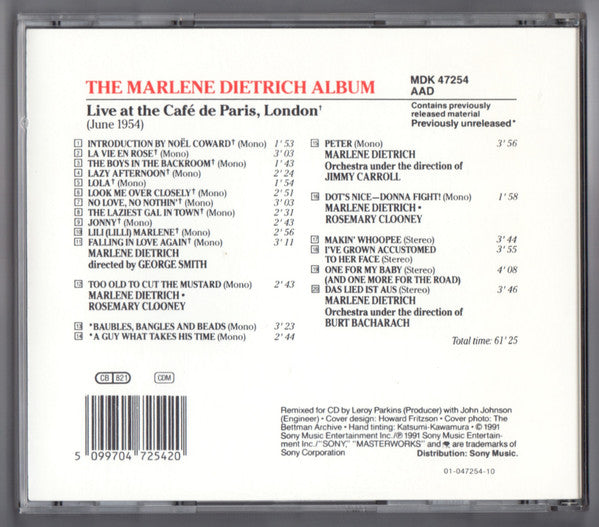 THE MARLENE DIETRICH ALBUM
MDK 47254
AAD
Live at the Café de Paris, London†
(June 1954)
Contains previously
released material
Previously unreleased*
1 INTRODUCTION BY NOËL COWARD† (Mono) 1'53
2 LA VIE EN ROSE† (Mono) 3'03
3 THE BOYS IN THE BACKROOM† (Mono) 1'43
4 LAZY AFTERNOON† (Mono) 2'24
5 LOLA† (Mono) 1'54
6 LOOK ME OVER CLOSELY† (Mono) 2'51
7 NO LOVE, NO NOTHIN'† (Mono) 3'03
8 THE LAZIEST GAL IN TOWN† (Mono) 2'31
9 JONNY† (Mono) 2'43
10 LILI (LILLI) MARLENE† (Mono) 2'56
11 FALLING IN LOVE AGAIN† (Mono) 3'11
MARLENE DIETRICH
directed by GEORGE SMITH
12 TOO OLD TO CUT THE MUSTARD (Mono) 2'43
MARLENE DIETRICH •
ROSEMARY CLOONEY
13 *BAUBLES, BANGLES AND BEADS (Mono) 3'23
14 *A GUY WHAT TAKES HIS TIME (Mono) 2'44
15 PETER (Mono) 3'56
MARLENE DIETRICH
Orchestra under the direction of
JIMMY CARROLL
16 DOT'S NICE—DONNA FIGHT! (Mono) 1'58
MARLENE DIETRICH •
ROSEMARY CLOONEY
17 MAKIN' WHOOPEE (Stereo) 3'44
18 I'VE GROWN ACCUSTOMED 3'55
TO HER FACE (Stereo)
19 ONE FOR MY BABY (Stereo) 4'08
(AND ONE MORE FOR THE ROAD)
20 DAS LIED IST AUS (Stereo) 3'46
MARLENE DIETRICH
Orchestra under the direction of
BURT BACHARACH
Total time: 61'25
CB 821
CDM
5 099704 725420
Remixed for CD by Leroy Parkins (Producer) with John Johnson
(Engineer) • Cover design: Howard Fritzson • Cover photo: The
Bettman Archive • Hand tinting: Katsumi-Kawamura • © 1991
Sony Music Entertainment Inc./℗ 1991 Sony Music Entertain-
ment Inc./"SONY," "MASTERWORKS" and are trademarks of
Sony Corporation
Distribution: Sony Music.
01-047254-10